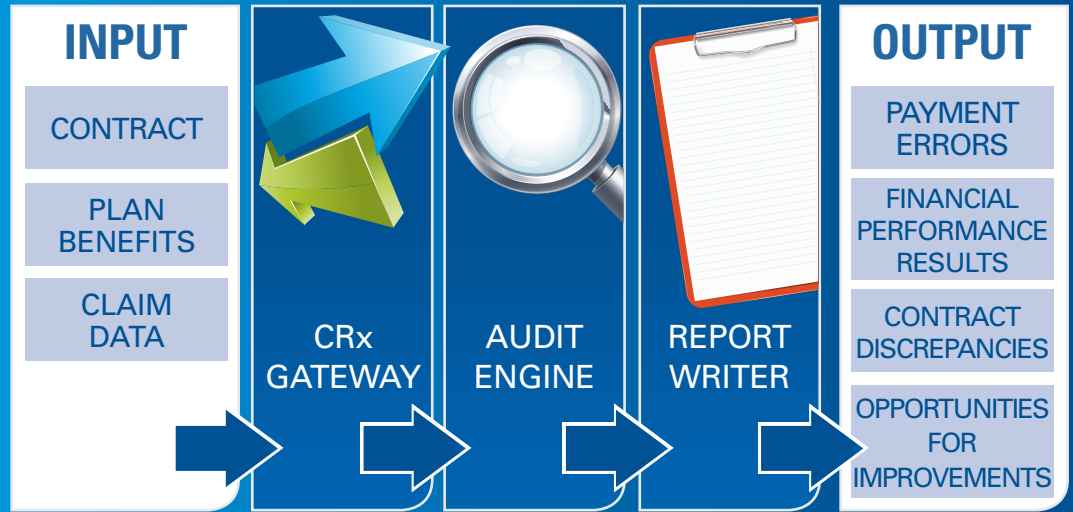 INPUT
CONTRACT
PLAN
BENEFITS
CLAIM
DATA
CRx
GATEWAY
AUDIT
ENGINE
REPORT
WRITER
OUTPUT
PAYMENT
ERRORS
FINANCIAL
PERFORMANCE
RESULTS
CONTRACT
DISCREPANCIES
OPPORTUNITIES
FOR
IMPROVEMENTS